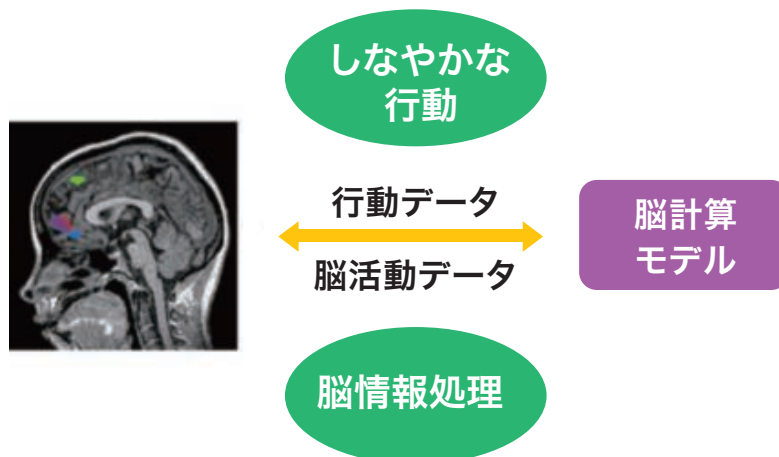 しなやかな
行動
行動データ
脳活動データ
脳計算
モデル
脳情報処理